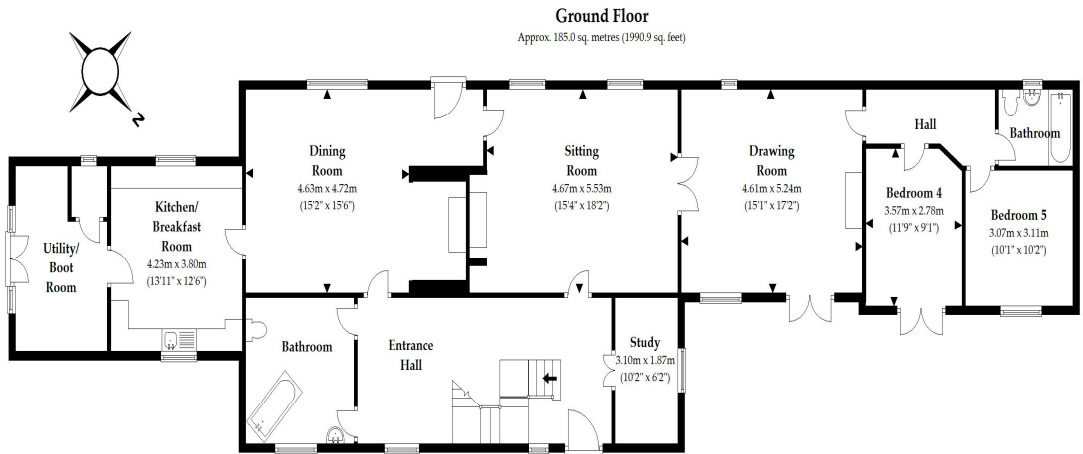 Ground Floor
Approx. 185.0 sq. metres (1990.9 sq. feet)
N
Dining
Room
4.63m x 4.72m
(15'2" x 15'6")
Sitting
Room
4.67m x 5.53m
(15'4" x 18'2")
Drawing
Room
4.61m x 5.24m
(15'1" x 17'2")
Hall
Bathroom
Bedroom 4
3.57m x 2.78m
(11'9" x 9'1")
Bedroom 5
3.07m x 3.11m
(10'1" x 10'2")
Kitchen/
Breakfast
Room
4.23m x 3.80m
(13'11" x 12'6")
Utility/
Boot
Room
Bathroom
Entrance
Hall
Study
3.10m x 1.87m
(10'2" x 6'2")